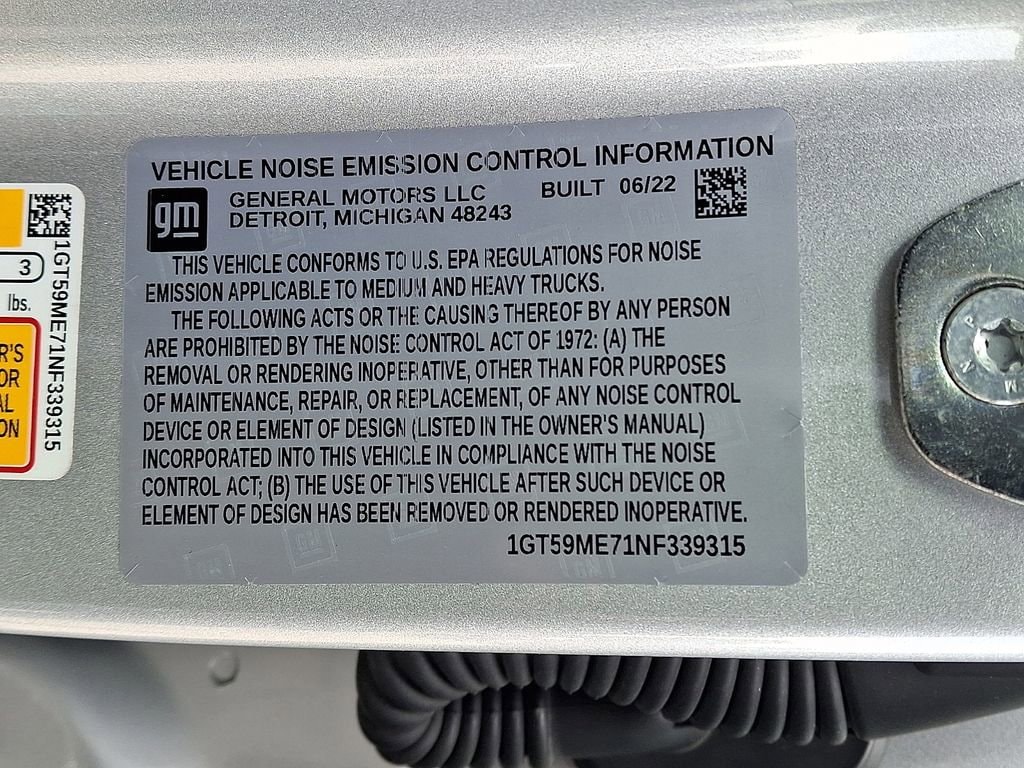 VEHICLE NOISE EMISSION CONTROL INFORMATION
gm
GENERAL MOTORS LLC
DETROIT, MICHIGAN 48243
BUILT 06/22
THIS VEHICLE CONFORMS TO U.S. EPA REGULATIONS FOR NOISE
EMISSION APPLICABLE TO MEDIUM AND HEAVY TRUCKS.
THE FOLLOWING ACTS OR THE CAUSING THEREOF BY ANY PERSON
ARE PROHIBITED BY THE NOISE CONTROL ACT OF 1972: (A) THE
REMOVAL OR RENDERING INOPERATIVE, OTHER THAN FOR PURPOSES
OF MAINTENANCE, REPAIR, OR REPLACEMENT, OF ANY NOISE CONTROL
DEVICE OR ELEMENT OF DESIGN (LISTED IN THE OWNER'S MANUAL)
INCORPORATED INTO THIS VEHICLE IN COMPLIANCE WITH THE NOISE
CONTROL ACT; (B) THE USE OF THIS VEHICLE AFTER SUCH DEVICE OR
ELEMENT OF DESIGN HAS BEEN REMOVED OR RENDERED INOPERATIVE.
1GT59ME71NF339315
3
lbs.
R'S
OR
AL
ON
1GT59ME71NF339315